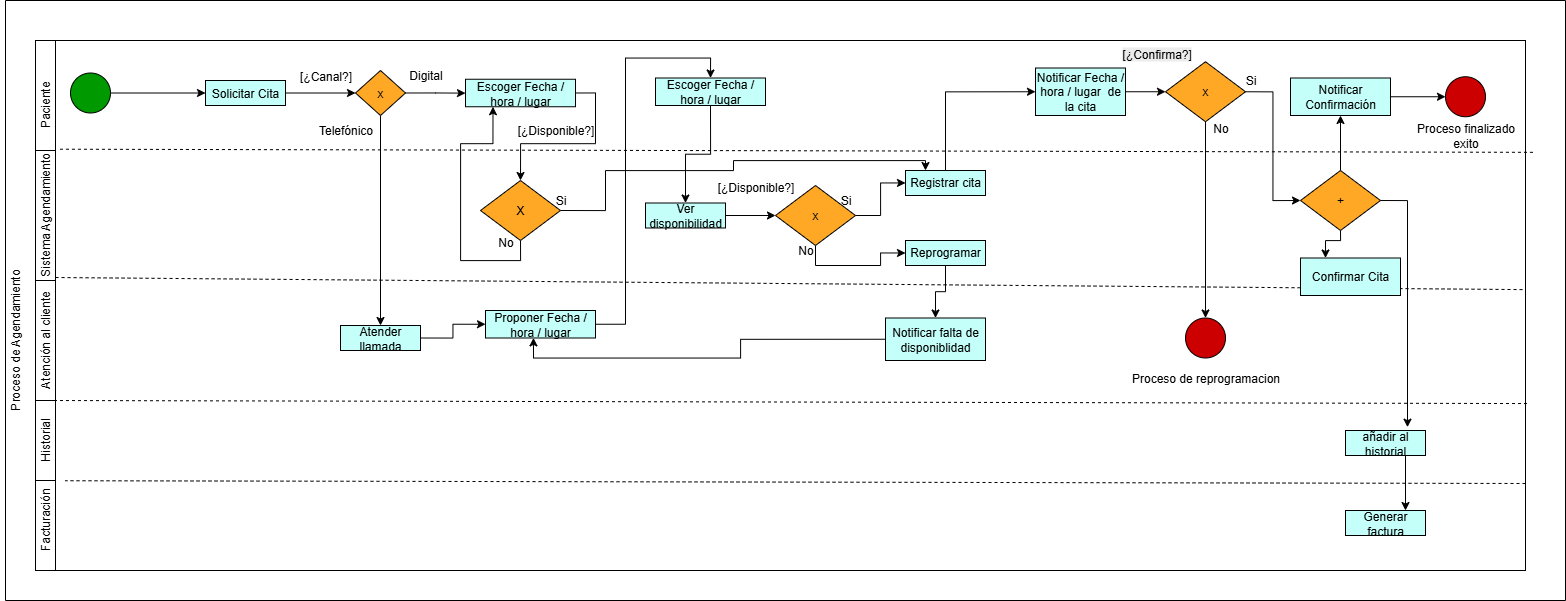 Proceso de Agendamiento
Paciente
Solicitar Cita
[¿Canal?]
x
Digital
Telefónico
Escoger Fecha /
hora / lugar
[¿Disponible?]
Escoger Fecha /
hora / lugar
Notificar Fecha /
hora / lugar de
la cita
[¿Confirma?]
x
Si
No
Notificar
Confirmación
Proceso finalizado
exito
Sistema Agendamiento
X
Si
No
Ver
disponibilidad
[¿Disponible?]
x
Si
No
Registrar cita
Reprogramar
+
Confirmar Cita
Atención al cliente
Atender
llamada
Proponer Fecha /
hora / lugar
Notificar falta de
disponiblidad
Proceso de reprogramacion
Historial
añadir al
historial
Facturación
Generar
factura